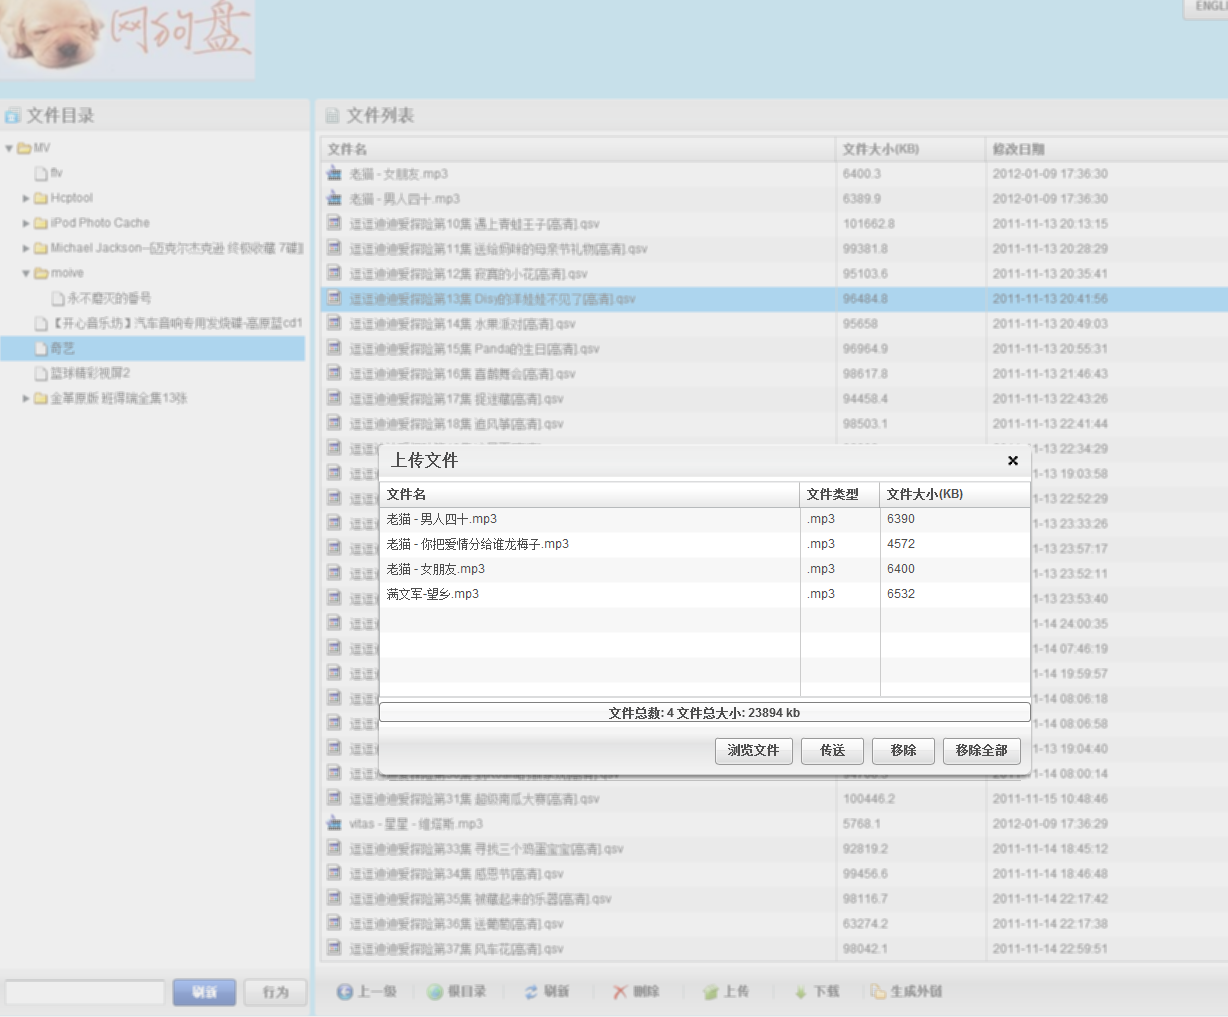 网狗盘
ENGLI
文件目录
MV
flv
Hcptool
iPod Photo Cache
Michael Jackson--[迈克尔杰克逊 终极收藏 7碟]
moive
永不磨灭的番号
【开心音乐坊】汽车音响专用发烧碟-高原蓝cd1
奇艺
篮球精彩视屏2
金革原版 班得瑞全集13张
刷新
行为
文件列表
文件名 文件大小(KB) 修改日期
老猫 - 女朋友.mp3 6400.3 2012-01-09 17:36:30
老猫 - 男人四十.mp3 6389.9 2012-01-09 17:36:30
逗逗迪迪爱探险第10集 遇上青蛙王子[高清].qsv 101662.8 2011-11-13 20:13:15
逗逗迪迪爱探险第11集 送给妈咪的母亲节礼物[高清].qsv 99381.8 2011-11-13 20:28:29
逗逗迪迪爱探险第12集 寂寞的小花[高清].qsv 95103.6 2011-11-13 20:35:41
逗逗迪迪爱探险第13集 Disy的洋娃娃不见了[高清].qsv 96484.8 2011-11-13 20:41:56
逗逗迪迪爱探险第14集 水果派对[高清].qsv 95658 2011-11-13 20:49:03
逗逗迪迪爱探险第15集 Panda的生日[高清].qsv 96964.9 2011-11-13 20:55:31
逗逗迪迪爱探险第16集 喜鹊舞会[高清].qsv 98617.8 2011-11-13 21:46:43
逗逗迪迪爱探险第17集 捉迷藏[高清].qsv 94458.4 2011-11-13 22:43:26
逗逗迪迪爱探险第18集 追风筝[高清].qsv 98503.1 2011-11-13 22:41:44
逗逗 1-13 22:34:29
逗逗 1-13 19:03:58
逗逗 1-13 22:52:29
逗逗 1-13 23:33:26
逗逗 1-13 23:57:17
逗逗 1-13 23:52:11
逗逗 1-13 23:53:40
逗逗 1-14 24:00:35
逗逗 1-14 07:46:19
逗逗 1-14 19:59:57
逗逗 1-14 08:06:18
逗逗 1-14 08:06:58
逗逗 1-13 19:04:40
逗逗 2011-11-14 08:00:14
逗逗迪迪爱探险第31集 超级南瓜大赛[高清].qsv 100446.2 2011-11-15 10:48:46
vitas - 星星 - 维塔斯.mp3 5768.1 2012-01-09 17:36:29
逗逗迪迪爱探险第33集 寻找三个鸡蛋宝宝[高清].qsv 92819.2 2011-11-14 18:45:12
逗逗迪迪爱探险第34集 感恩节[高清].qsv 99456.6 2011-11-14 18:46:48
逗逗迪迪爱探险第35集 被藏起来的乐器[高清].qsv 98116.7 2011-11-14 22:17:42
逗逗迪迪爱探险第36集 送葡萄[高清].qsv 63274.2 2011-11-14 22:17:38
逗逗迪迪爱探险第37集 风车花[高清].qsv 98042.1 2011-11-14 22:59:51
上一级 根目录 刷新 删除 上传 下载 生成外链
上传文件
文件名 文件类型 文件大小(KB)
老猫 - 男人四十.mp3 .mp3 6390
老猫 - 你把爱情分给谁龙梅子.mp3 .mp3 4572
老猫 - 女朋友.mp3 .mp3 6400
满文军-望乡.mp3 .mp3 6532
文件总数: 4 文件总大小: 23894 kb
浏览文件 传送 移除 移除全部